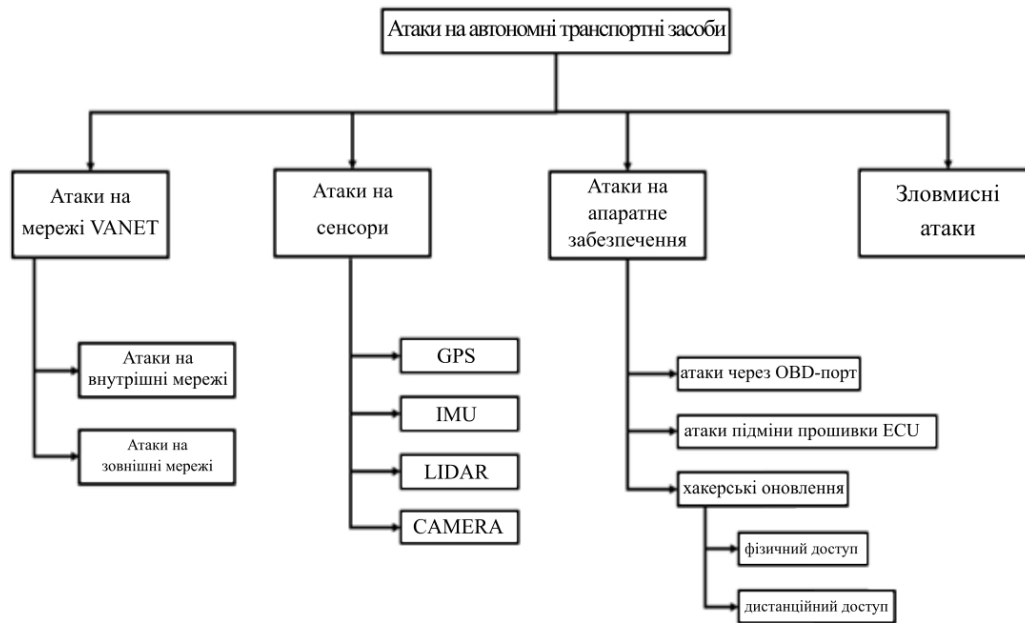 Атаки на автономні транспортні засоби
Атаки на
мережі VANET
Атаки на
сенсори
Атаки на
апаратне
забезпечення
Зловмисні
атаки
Атаки на
внутрішні мережі
Атаки на
зовнішні мережі
GPS
IMU
LIDAR
CAMERA
атаки через OBD-порт
атаки підміни прошивки ECU
хакерські оновлення
фізичний доступ
дистанційний доступ